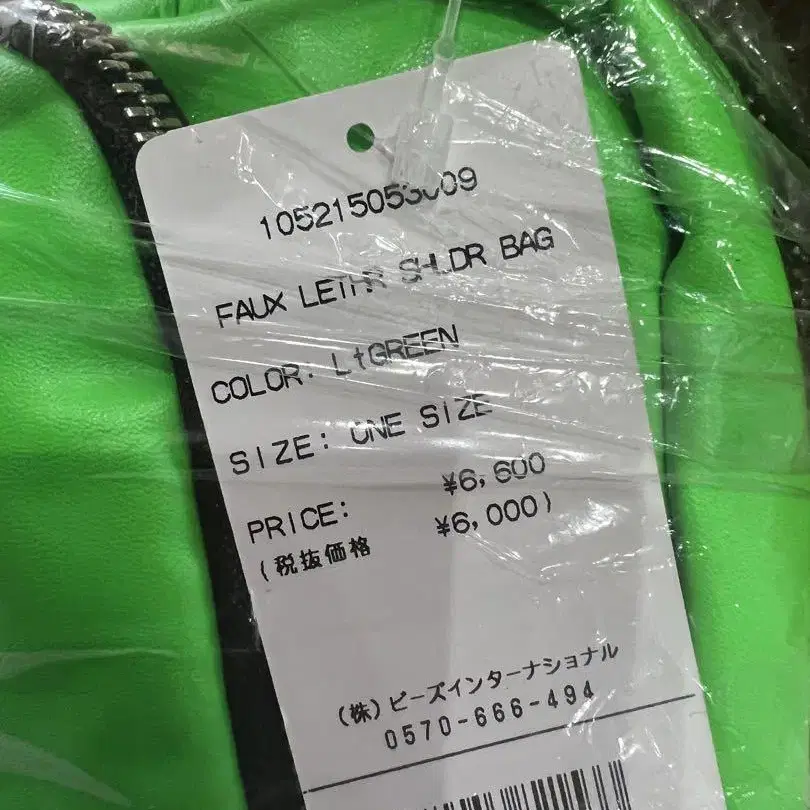 105215053009
FAUX LETHR SHLDR BAG
COLOR: LtGREEN
SIZE: ONE SIZE
PRICE: ¥6,600
(税抜価格 ¥6,000)
(株)ビーズインターナショナル
0570-666-494